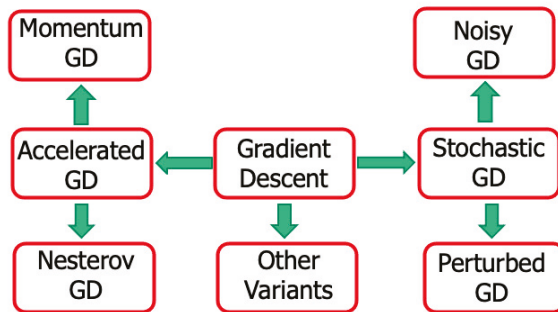 Momentum
GD
Noisy
GD
Accelerated
GD
Gradient
Descent
Stochastic
GD
Nesterov
GD
Other
Variants
Perturbed
GD